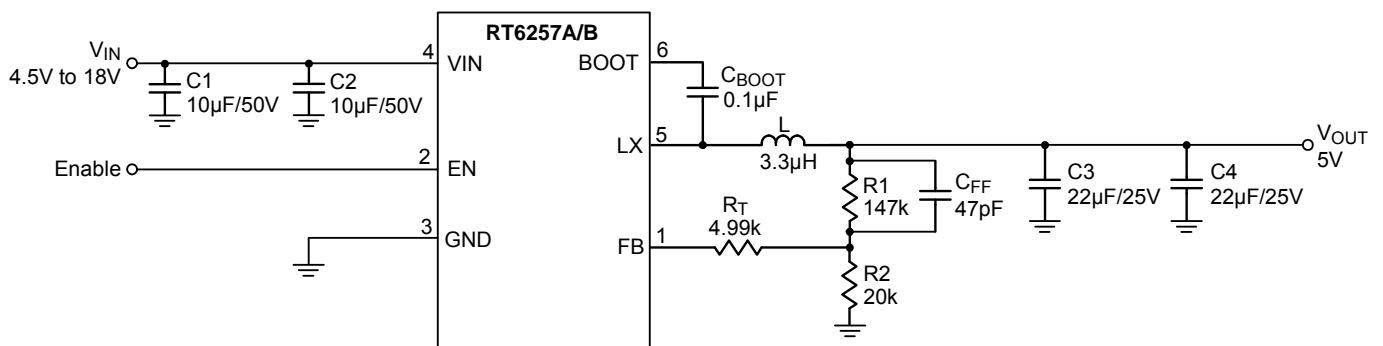 RT6257A/B
VIN
4.5V to 18V
C1
10µF/50V
C2
10µF/50V
4
VIN
BOOT
6
CBOOT
0.1µF
LX
5
L
3.3µH
VOUT
5V
Enable
2
EN
R1
147k
CFF
47pF
C3
22µF/25V
C4
22µF/25V
3
GND
FB
1
RT
4.99k
R2
20k